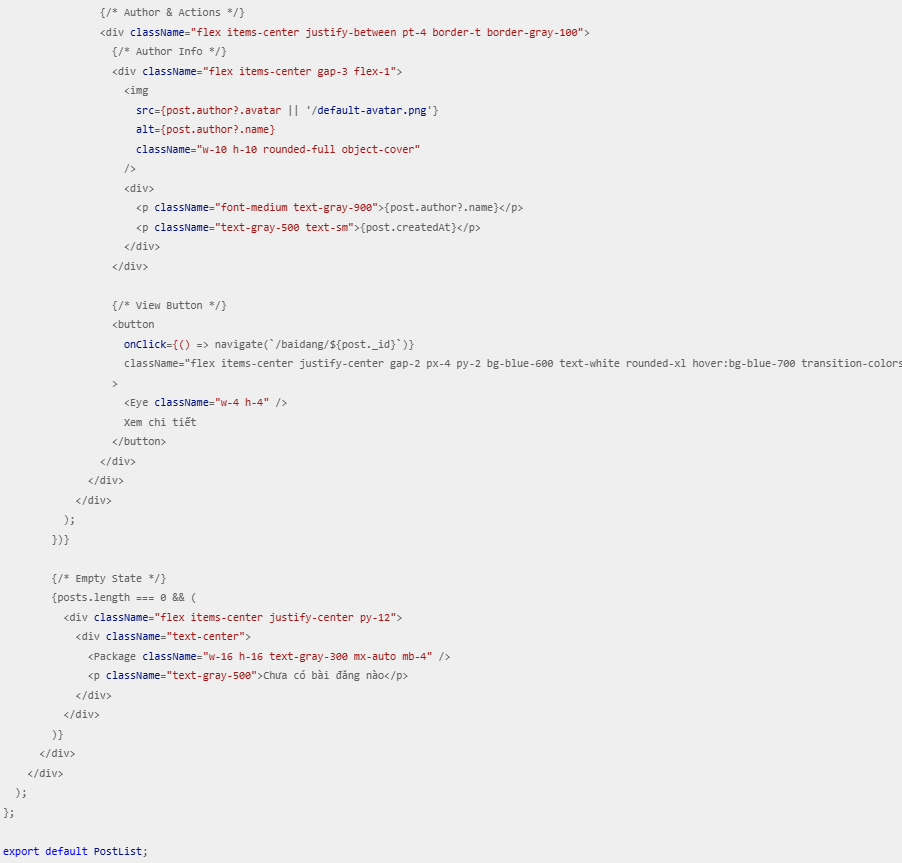 {/* Author & Actions */}
<div className="flex items-center justify-between pt-4 border-t border-gray-100">
{/* Author Info */}
<div className="flex items-center gap-3 flex-1">
<img
src={post.author?.avatar || '/default-avatar.png'}
alt={post.author?.name}
className="w-10 h-10 rounded-full object-cover"
/>
<div>
<p className="font-medium text-gray-900">{post.author?.name}</p>
<p className="text-gray-500 text-sm">{post.createdAt}</p>
</div>
</div>
{/* View Button */}
<button
onClick={() => navigate(`/baidang/${post._id}`)}
className="flex items-center justify-center gap-2 px-4 py-2 bg-blue-600 text-white rounded-xl hover:bg-blue-700 transition-colors
>
<Eye className="w-4 h-4" />
Xem chi tiết
</button>
</div>
</div>
</div>
);
})}
{/* Empty State */}
{posts.length === 0 && (
<div className="flex items-center justify-center py-12">
<div className="text-center">
<Package className="w-16 h-16 text-gray-300 mx-auto mb-4" />
<p className="text-gray-500">Chưa có bài đăng nào</p>
</div>
</div>
)}
</div>
</div>
);
};
export default PostList;